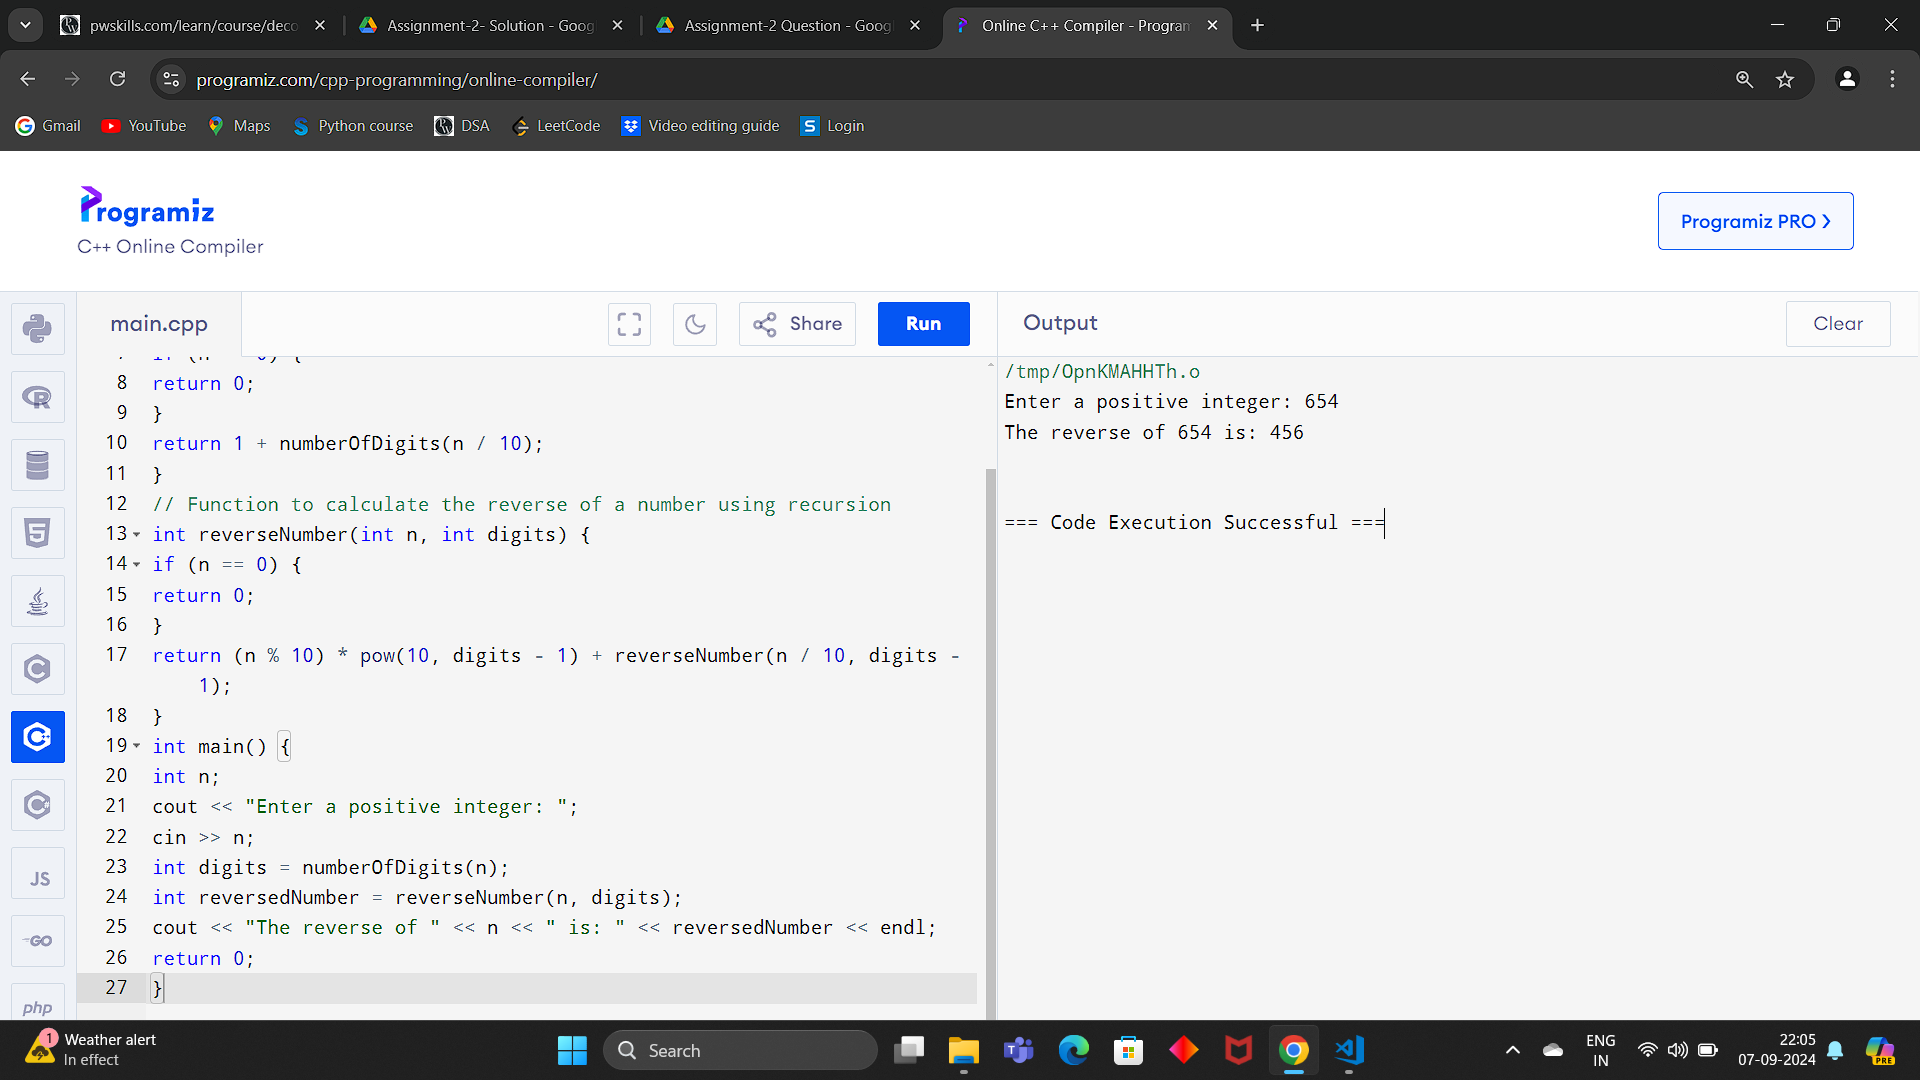 pwskills.com/learn/course/deco
Assignment-2- Solution - Goog
Assignment-2 Question - Goog
Online C++ Compiler - Program
programiz.com/cpp-programming/online-compiler/
Gmail
YouTube
Maps
Python course
DSA
LeetCode
Video editing guide
S Login
Programiz
C++ Online Compiler
Programiz PRO >
main.cpp
Share
Run
Output
Clear
8 return 0;
9 }
10 return 1 + numberOfDigits(n / 10);
11 }
12 // Function to calculate the reverse of a number using recursion
13 int reverseNumber(int n, int digits) {
14 if (n == 0) {
15 return 0;
16 }
17 return (n % 10) * pow(10, digits - 1) + reverseNumber(n / 10, digits -
1);
18 }
19 int main() {
20 int n;
21 cout << "Enter a positive integer: ";
22 cin >> n;
23 int digits = numberOfDigits(n);
24 int reversedNumber = reverseNumber(n, digits);
25 cout << "The reverse of " << n << " is: " << reversedNumber << endl;
26 return 0;
27 }
/tmp/OpnKMAHHTh.o
Enter a positive integer: 654
The reverse of 654 is: 456
=== Code Execution Successful ===
JS
GO
php
1
Weather alert
In effect
Search
ENG
IN
22:05
07-09-2024
PRE